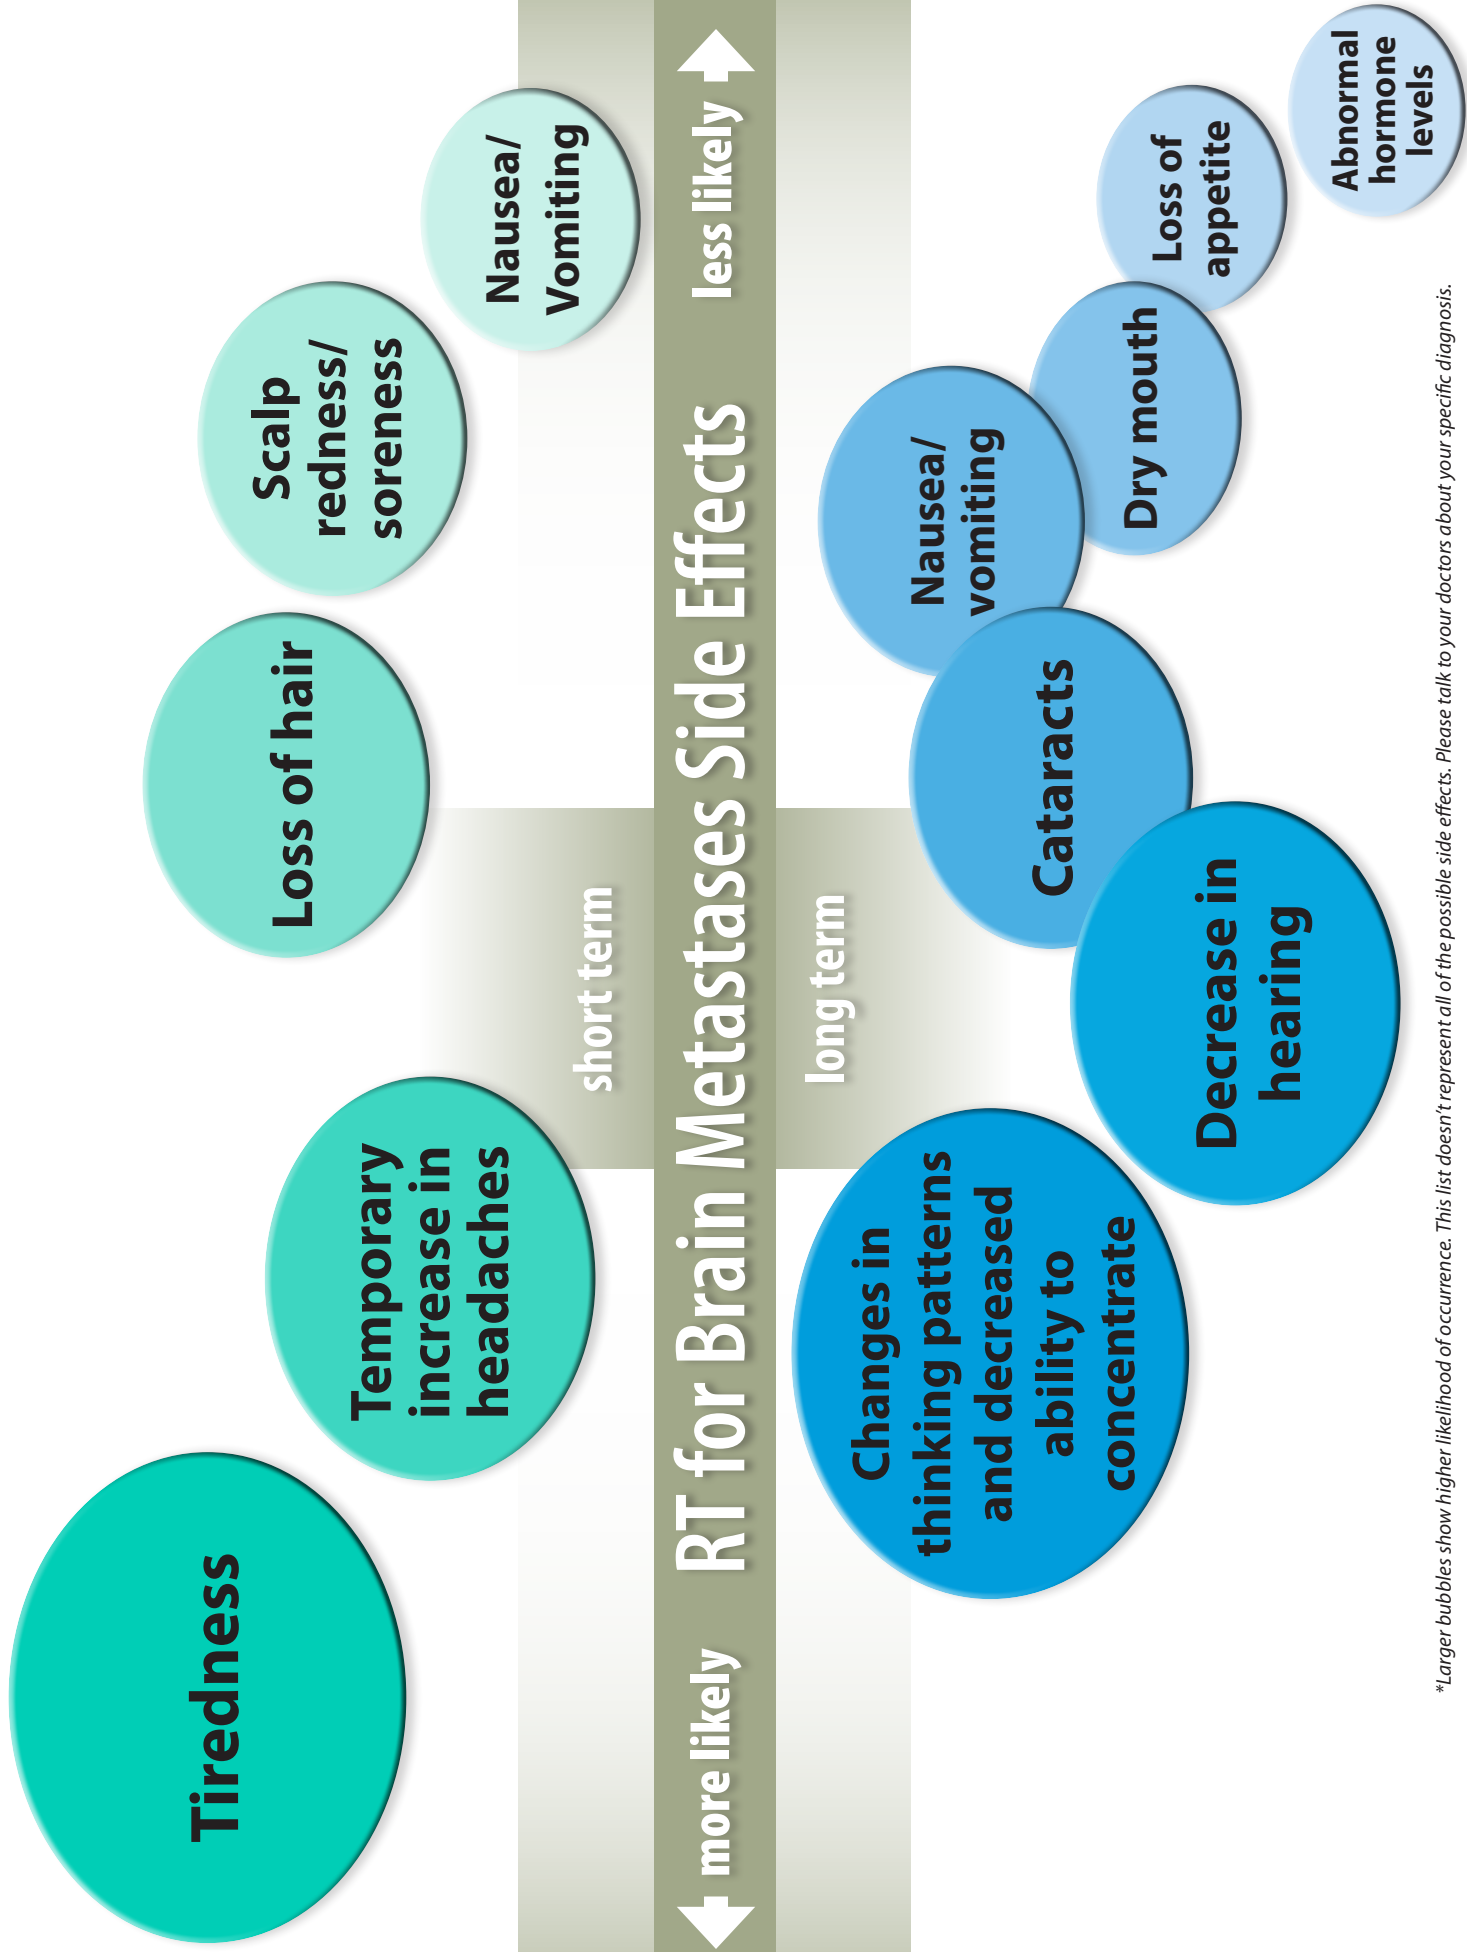 Tiredness
Temporary
increase in
headaches
Loss of hair
Scalp
redness/
soreness
Nausea/
Vomiting
short term
more likely
RT for Brain Metastases Side Effects
less likely
long term
Changes in
thinking patterns
and decreased
ability to
concentrate
Decrease in
hearing
Cataracts
Nausea/
vomiting
Dry mouth
Loss of
appetite
Abnormal
hormone
levels
*Larger bubbles show higher likelihood of occurrence. This list doesn't represent all of the possible side effects. Please talk to your doctors about your specific diagnosis.